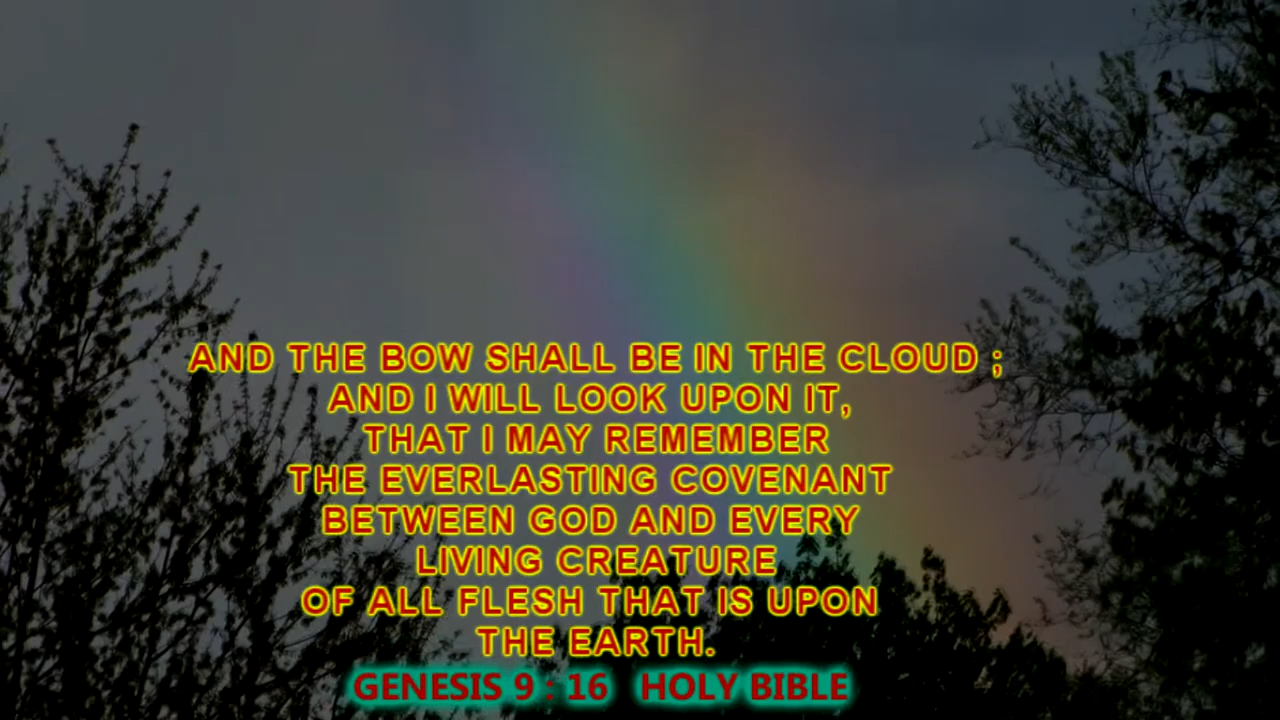 AND THE BOW SHALL BE IN THE CLOUD ;
AND I WILL LOOK UPON IT,
THAT I MAY REMEMBER
THE EVERLASTING COVENANT
BETWEEN GOD AND EVERY
LIVING CREATURE
OF ALL FLESH THAT IS UPON
THE EARTH.
GENESIS 9 : 16 HOLY BIBLE